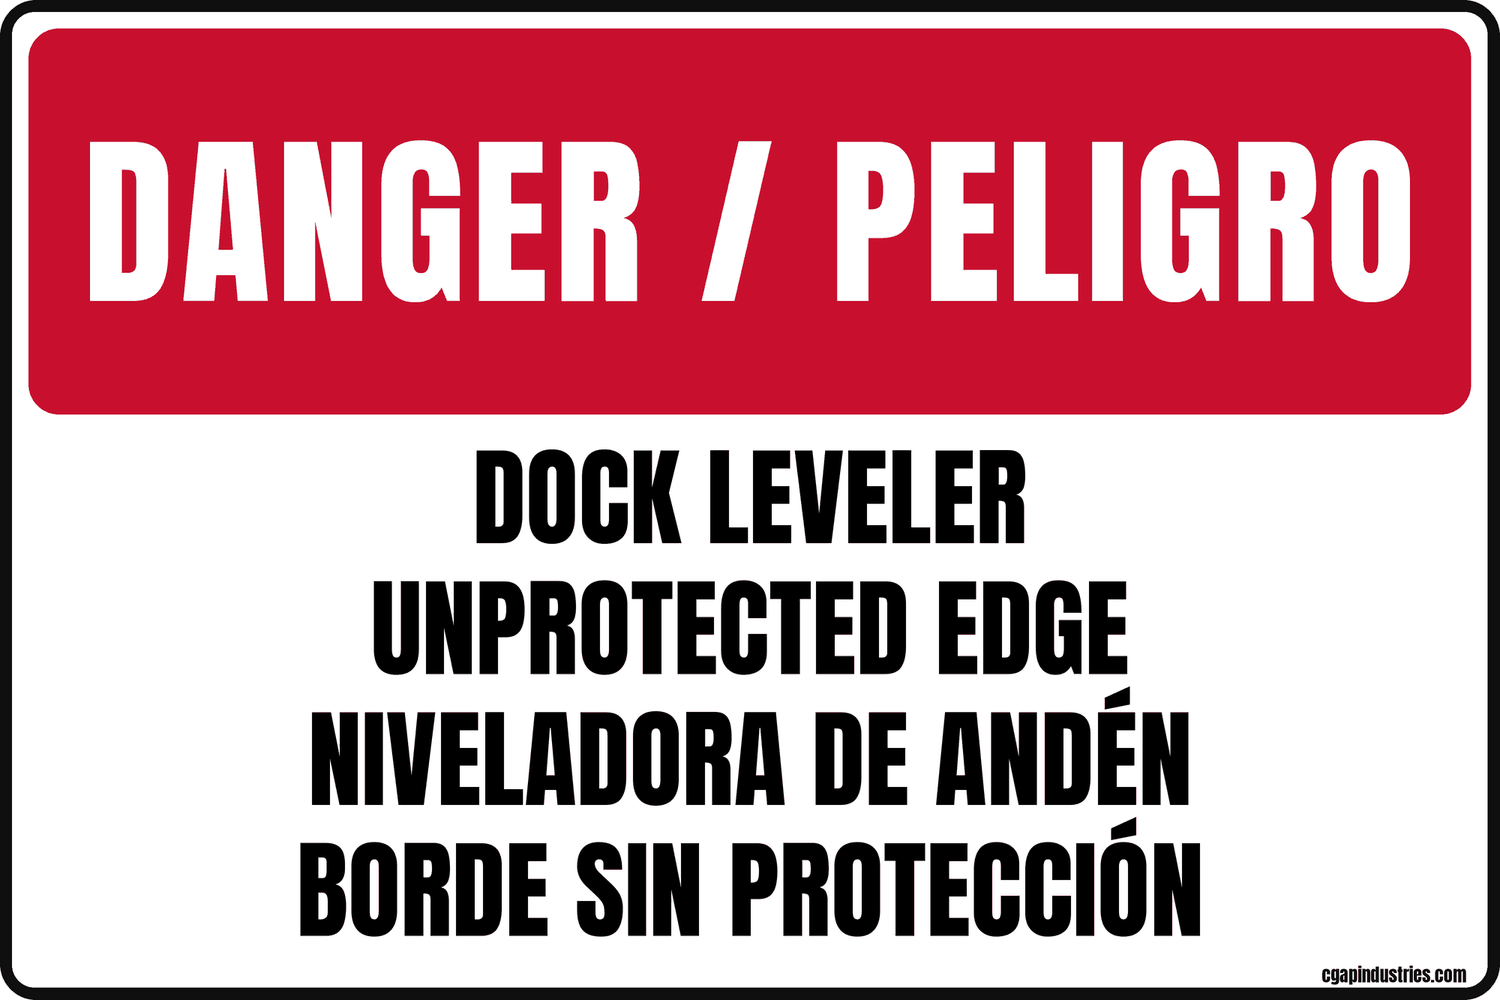 DANGER / PELIGRO
DOCK LEVELER
UNPROTECTED EDGE
NIVELADORA DE ANDÉN
BORDE SIN PROTECCIÓN
cgapindustries.com